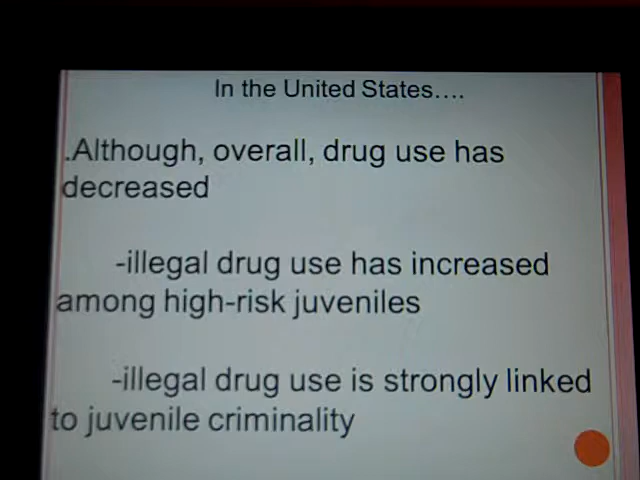 In the United States....
.Although, overall, drug use has
decreased
-illegal drug use has increased
among high-risk juveniles
-illegal drug use is strongly linked
to juvenile criminality